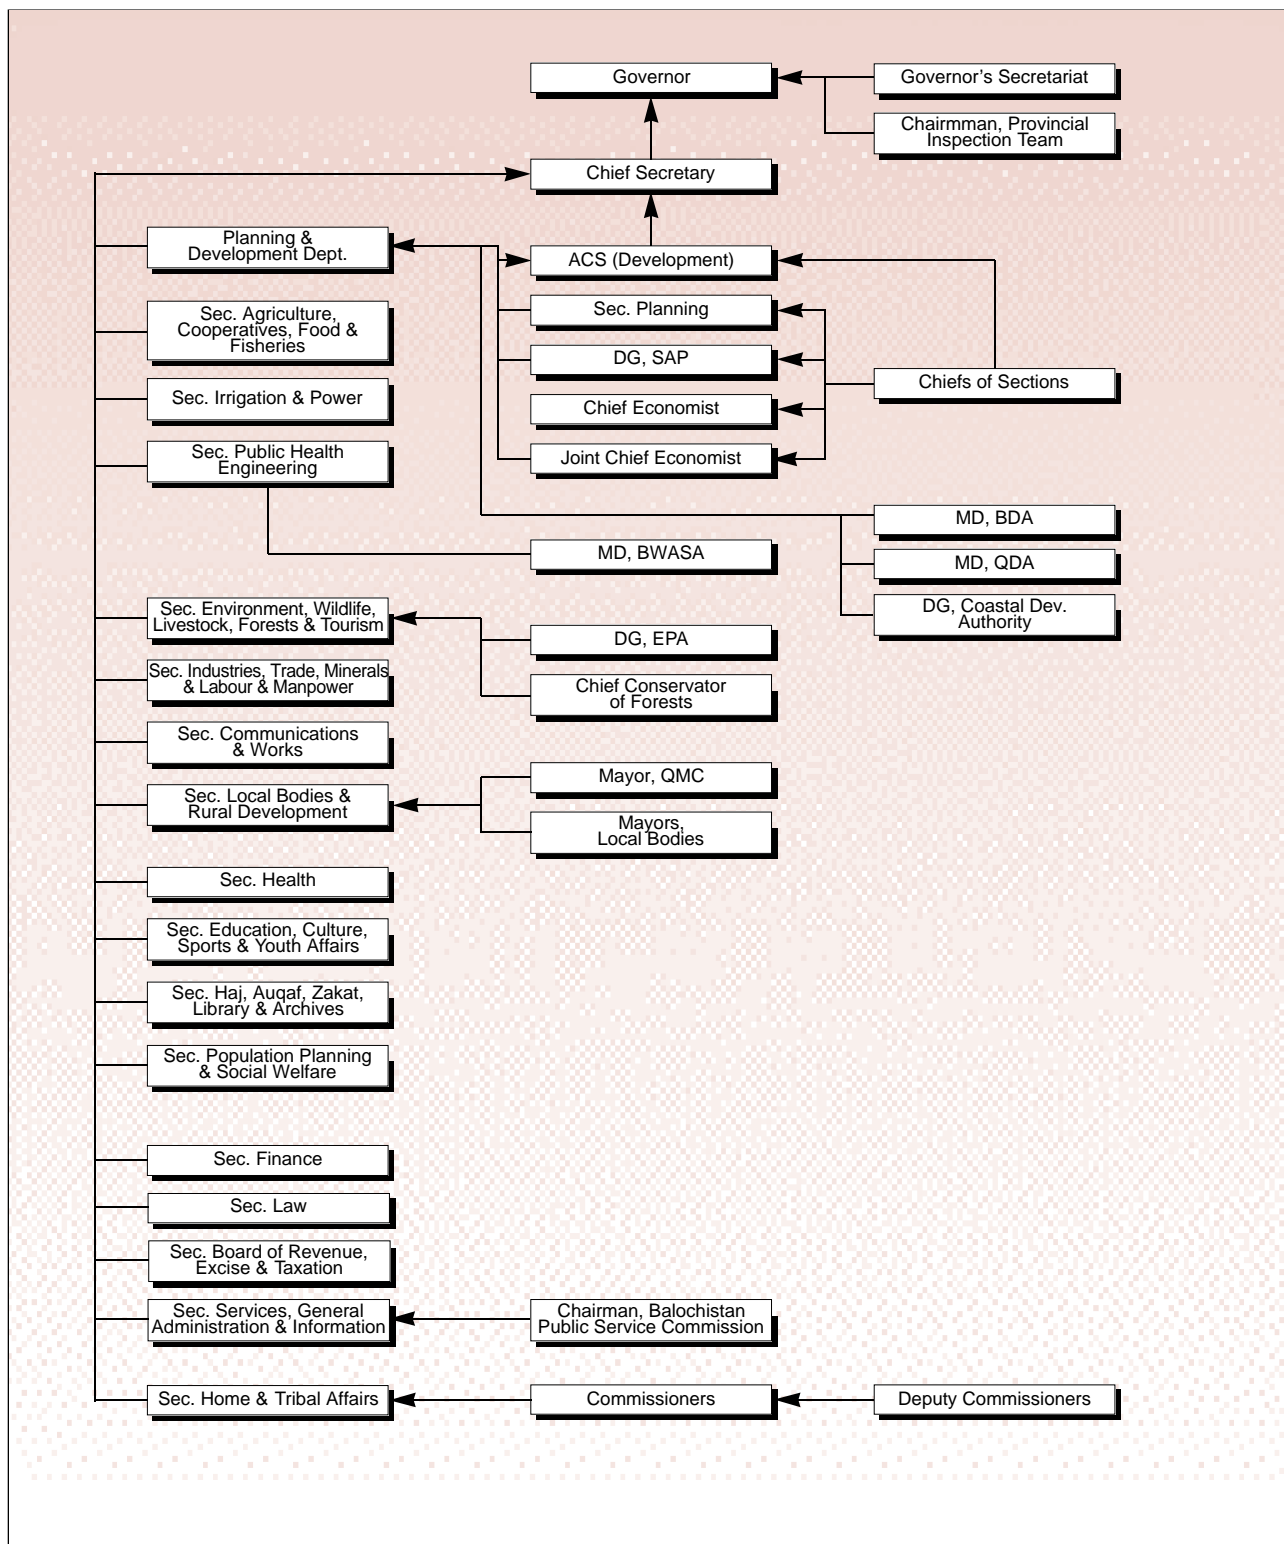 Governor
Governor's Secretariat
Chairmman, Provincial
Inspection Team
Chief Secretary
Planning &
Development Dept.
ACS (Development)
Sec. Agriculture,
Cooperatives, Food &
Fisheries
Sec. Planning
DG, SAP
Chiefs of Sections
Sec. Irrigation & Power
Chief Economist
Sec. Public Health
Engineering
Joint Chief Economist
MD, BDA
MD, BWASA
MD, QDA
Sec. Environment, Wildlife,
Livestock, Forests & Tourism
DG, Coastal Dev.
Authority
DG, EPA
Sec. Industries, Trade, Minerals
& Labour & Manpower
Chief Conservator
of Forests
Sec. Communications
& Works
Mayor, QMC
Sec. Local Bodies &
Rural Development
Mayors,
Local Bodies
Sec. Health
Sec. Education, Culture,
Sports & Youth Affairs
Sec. Haj, Auqaf, Zakat,
Library & Archives
Sec. Population Planning
& Social Welfare
Sec. Finance
Sec. Law
Sec. Board of Revenue,
Excise & Taxation
Sec. Services, General
Administration & Information
Chairman, Balochistan
Public Service Commission
Sec. Home & Tribal Affairs
Commissioners
Deputy Commissioners